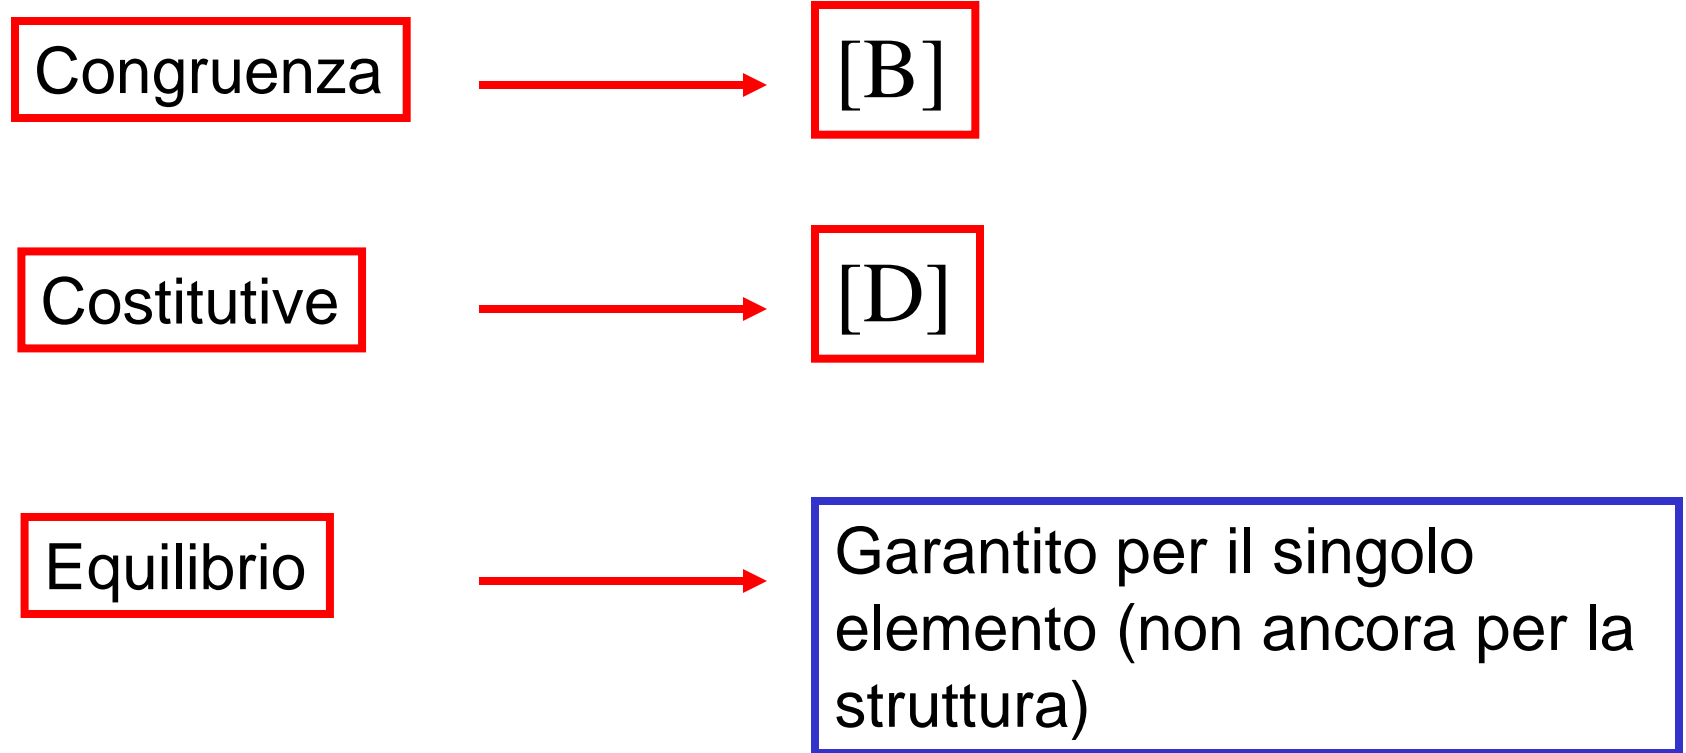 Congruenza
[B]
Costitutive
[D]
Equilibrio
Garantito per il singolo
elemento (non ancora per la
struttura)